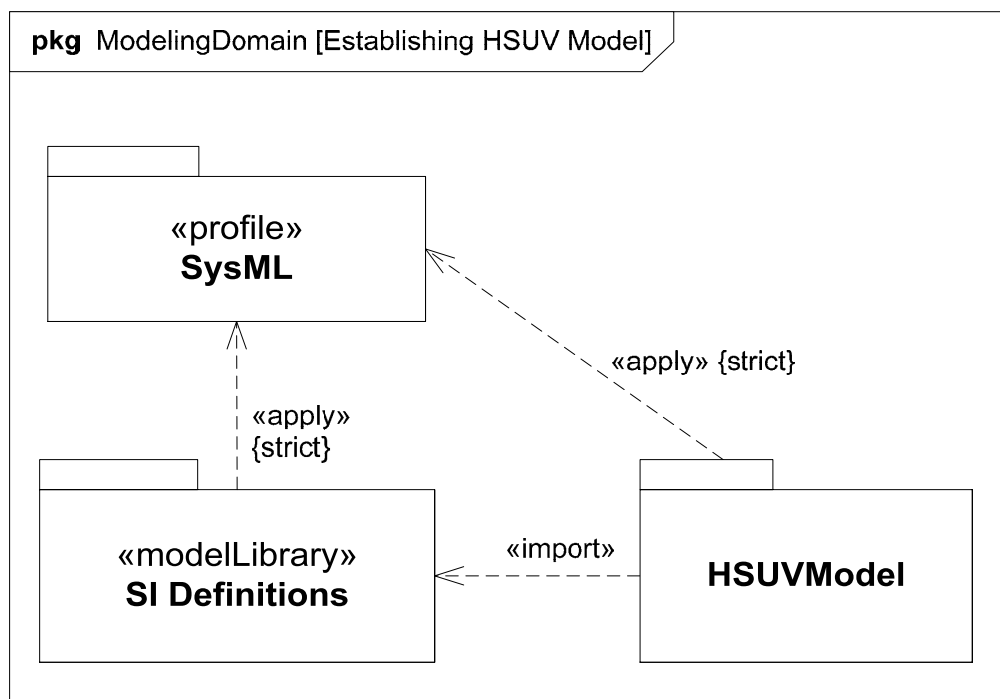 pkg ModelingDomain [Establishing HSUV Model]
«profile»
SysML
«apply» {strict}
«apply»
{strict}
«modelLibrary»
SI Definitions
«import»
HSUVModel